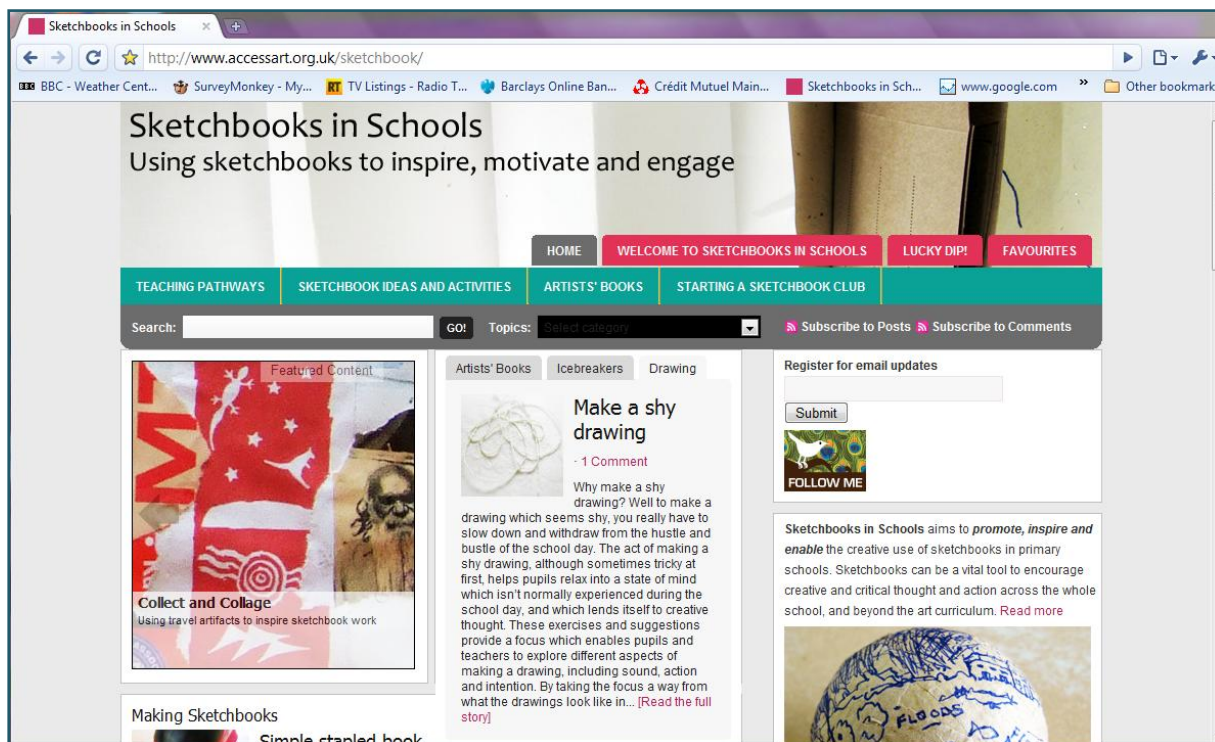 Sketchbooks in Schools
http://www.accessart.org.uk/sketchbook/
BBC - Weather Cent... SurveyMonkey - My... RT TV Listings - Radio T... Barclays Online Ban... Crédit Mutuel Main... Sketchbooks in Sch... www.google.com » Other bookmark
Sketchbooks in Schools
Using sketchbooks to inspire, motivate and engage
HOME WELCOME TO SKETCHBOOKS IN SCHOOLS LUCKY DIP! FAVOURITES
TEACHING PATHWAYS SKETCHBOOK IDEAS AND ACTIVITIES ARTISTS' BOOKS STARTING A SKETCHBOOK CLUB
Search: GO! Topics: Select category Subscribe to Posts Subscribe to Comments
Featured Content
Collect and Collage
Using travel artifacts to inspire sketchbook work
Making Sketchbooks
Simple stapled book
Artists' Books Icebreakers Drawing
Make a shy
drawing
- 1 Comment
Why make a shy
drawing? Well to make a
drawing which seems shy, you really have to
slow down and withdraw from the hustle and
bustle of the school day. The act of making a
shy drawing, although sometimes tricky at
first, helps pupils relax into a state of mind
which isn't normally experienced during the
school day, and which lends itself to creative
thought. These exercises and suggestions
provide a focus which enables pupils and
teachers to explore different aspects of
making a drawing, including sound, action
and intention. By taking the focus a way from
what the drawings look like in... [Read the full
story]
Register for email updates
Submit
FOLLOW ME
Sketchbooks in Schools aims to promote, inspire and
enable the creative use of sketchbooks in primary
schools. Sketchbooks can be a vital tool to encourage
creative and critical thought and action across the whole
school, and beyond the art curriculum. Read more
FLOODS